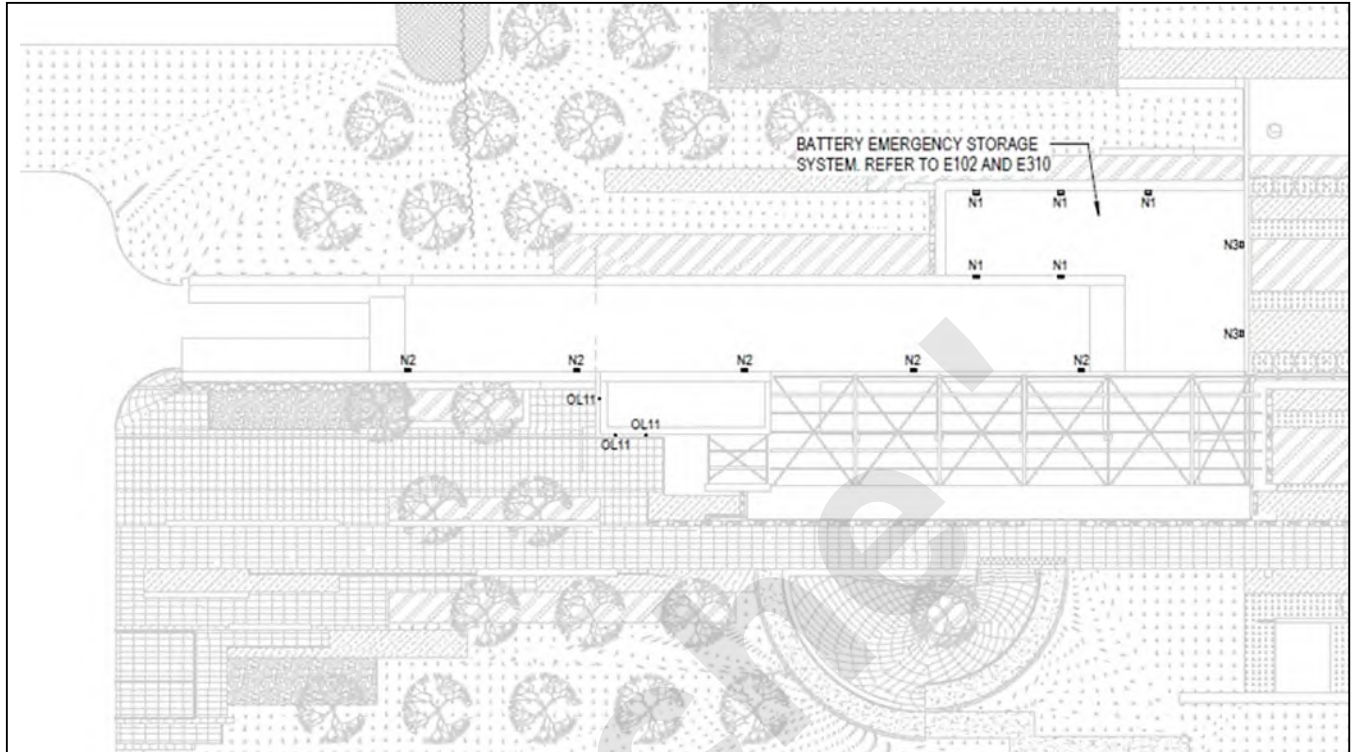 BATTERY EMERGENCY STORAGE
SYSTEM. REFER TO E102 AND E310
N1 N1 N1
N3
N1 N1
N3
N2 N2 N2 N2 N2
OL11
OL11
OL11